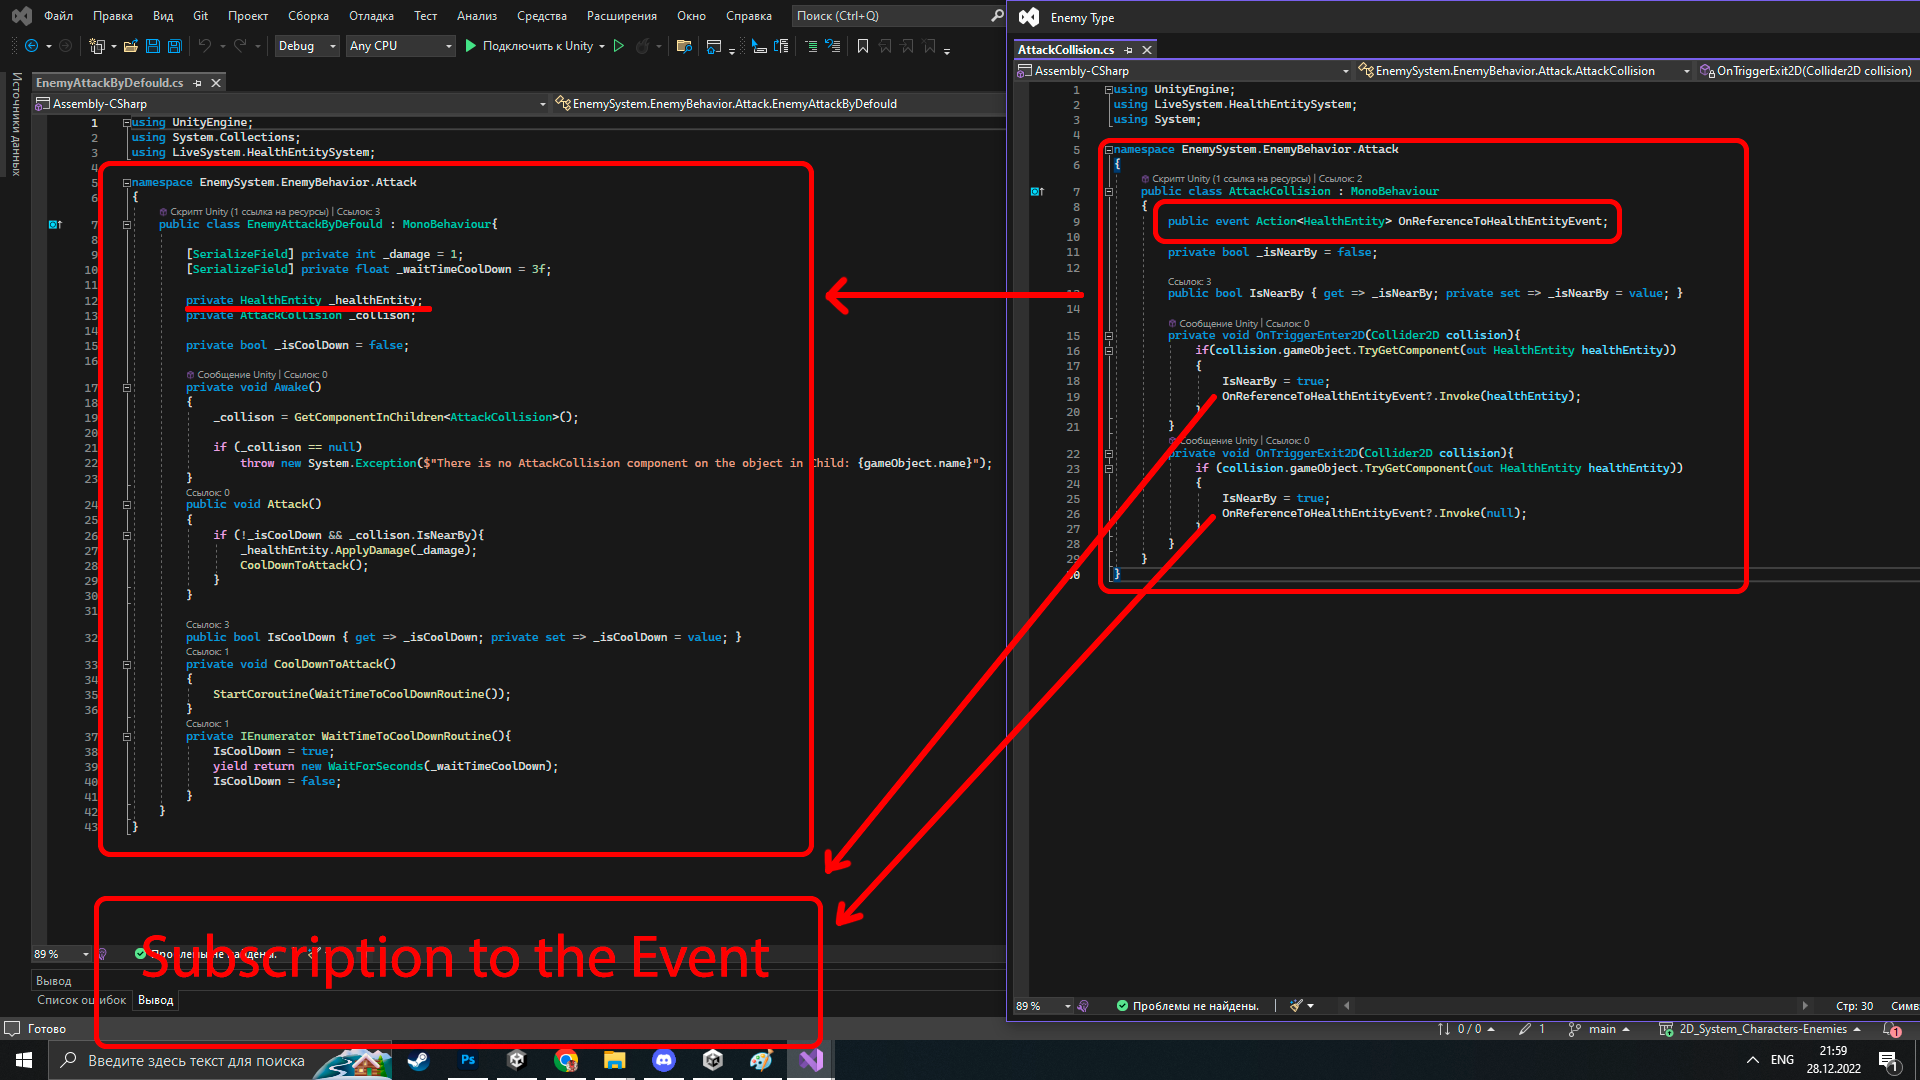 Файл Правка Вид Git Проект Сборка Отладка Тест Анализ Средства Расширения Окно Справка Поиск (Ctrl+Q)
Debug Any CPU Подключить к Unity
Источники данных
EnemyAttackByDefould.cs
Assembly-CSharp EnemySystem.EnemyBehavior.Attack.EnemyAttackByDefould
1 using UnityEngine;
2 using System.Collections;
3 using LiveSystem.HealthEntitySystem;
4
5 namespace EnemySystem.EnemyBehavior.Attack
6 {
Скрипт Unity (1 ссылка на ресурсы) | Ссылок: 3
7 public class EnemyAttackByDefould : MonoBehaviour{
8
9 [SerializeField] private int _damage = 1;
10 [SerializeField] private float _waitTimeCoolDown = 3f;
11
12 private HealthEntity _healthEntity;
13 private AttackCollision _collison;
14
15 private bool _isCoolDown = false;
16
Сообщение Unity | Ссылок: 0
17 private void Awake()
18 {
19 _collison = GetComponentInChildren<AttackCollision>();
20
21 if (_collison == null)
22 throw new System.Exception($"There is no AttackCollision component on the object in Child: {gameObject.name}");
23 }
Ссылок: 0
24 public void Attack()
25 {
26 if (!_isCoolDown && _collison.IsNearBy){
27 _healthEntity.ApplyDamage(_damage);
28 CoolDownToAttack();
29 }
30 }
31
Ссылок: 3
32 public bool IsCoolDown { get => _isCoolDown; private set => _isCoolDown = value; }
Ссылок: 1
33 private void CoolDownToAttack()
34 {
35 StartCoroutine(WaitTimeToCoolDownRoutine());
36 }
Ссылок: 1
37 private IEnumerator WaitTimeToCoolDownRoutine(){
38 IsCoolDown = true;
39 yield return new WaitForSeconds(_waitTimeCoolDown);
40 IsCoolDown = false;
41 }
42 }
43 }
Subscription to the Event
89 % Проблемы не найдены.
Вывод
Список ошибок Вывод
Готово
Enemy Type
AttackCollision.cs
Assembly-CSharp EnemySystem.EnemyBehavior.Attack.AttackCollision OnTriggerExit2D(Collider2D collision)
1 using UnityEngine;
2 using LiveSystem.HealthEntitySystem;
3 using System;
4
5 namespace EnemySystem.EnemyBehavior.Attack
6 {
Скрипт Unity (1 ссылка на ресурсы) | Ссылок: 2
7 public class AttackCollision : MonoBehaviour
8 {
9 public event Action<HealthEntity> OnReferenceToHealthEntityEvent;
10
11 private bool _isNearBy = false;
12
Ссылок: 3
public bool IsNearBy { get => _isNearBy; private set => _isNearBy = value; }
14
Сообщение Unity | Ссылок: 0
15 private void OnTriggerEnter2D(Collider2D collision){
16 if(collision.gameObject.TryGetComponent(out HealthEntity healthEntity))
17 {
18 IsNearBy = true;
19 OnReferenceToHealthEntityEvent?.Invoke(healthEntity);
20 }
21 }
Сообщение Unity | Ссылок: 0
22 private void OnTriggerExit2D(Collider2D collision){
23 if (collision.gameObject.TryGetComponent(out HealthEntity healthEntity))
24 {
25 IsNearBy = true;
26 OnReferenceToHealthEntityEvent?.Invoke(null);
27 }
28 }
29 }
30 }
89 % Проблемы не найдены. Стр: 30
0 / 0 1 main 2D_System_Characters-Enemies 1
Введите здесь текст для поиска Ps ENG 21:59
28.12.2022 1